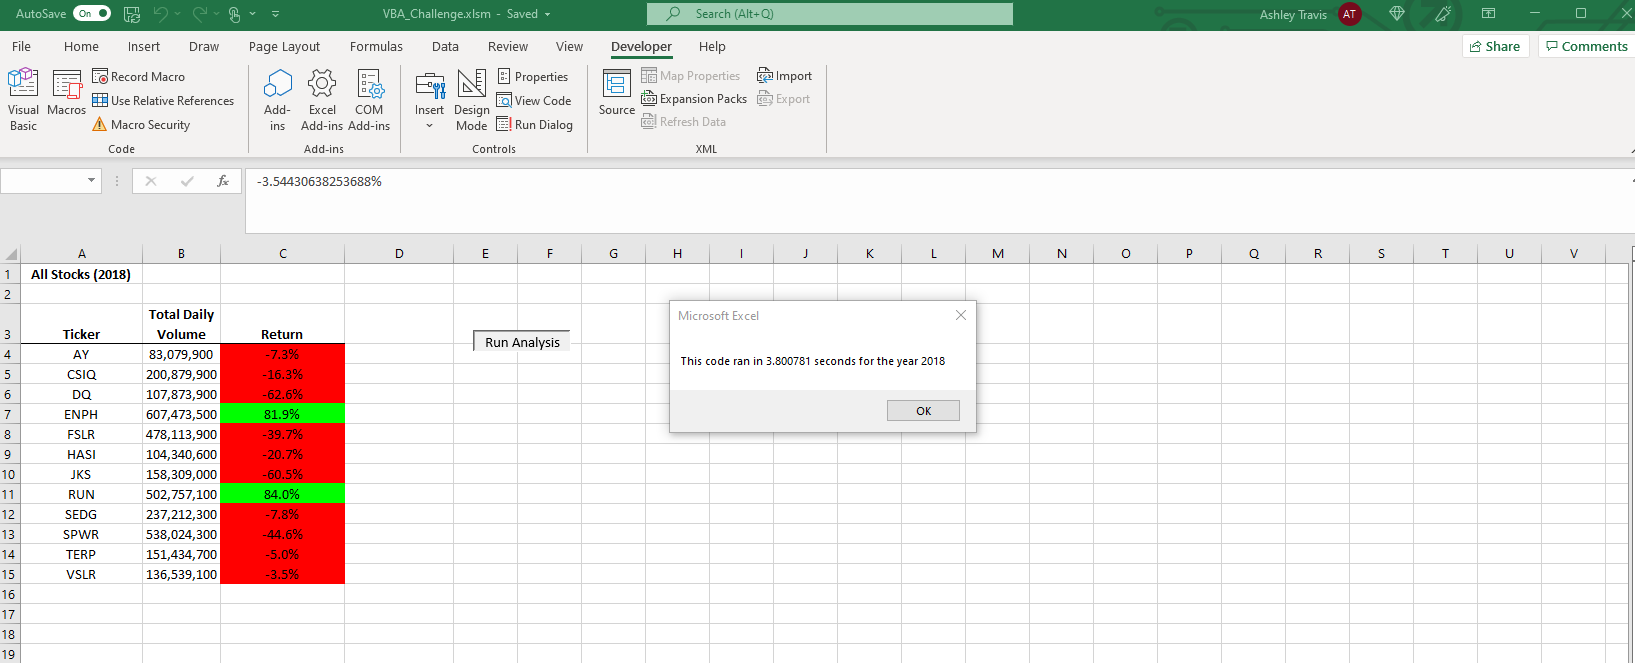 AutoSave On VBA_Challenge.xlsm - Saved Search (Alt+Q) Ashley Travis AT
File Home Insert Draw Page Layout Formulas Data Review View Developer Help Share Comments
Visual Basic
Macros
Record Macro
Use Relative References
Macro Security
Code
Add-ins
Excel Add-ins
COM Add-ins
Add-ins
Insert
Design Mode
Properties
View Code
Run Dialog
Controls
Source
Map Properties
Expansion Packs
Refresh Data
Import
Export
XML
fx -3.54430638253688%
A B C D E F G H I J K L M N O P Q R S T U V
1 All Stocks (2018)
2
3 Ticker Total Daily Volume Return
4 AY 83,079,900 -7.3%
5 CSIQ 200,879,900 -16.3%
6 DQ 107,873,900 -62.6%
7 ENPH 607,473,500 81.9%
8 FSLR 478,113,900 -39.7%
9 HASI 104,340,600 -20.7%
10 JKS 158,309,000 -60.5%
11 RUN 502,757,100 84.0%
12 SEDG 237,212,300 -7.8%
13 SPWR 538,024,300 -44.6%
14 TERP 151,434,700 -5.0%
15 VSLR 136,539,100 -3.5%
16
17
18
19
Run Analysis
Microsoft Excel
This code ran in 3.800781 seconds for the year 2018
OK